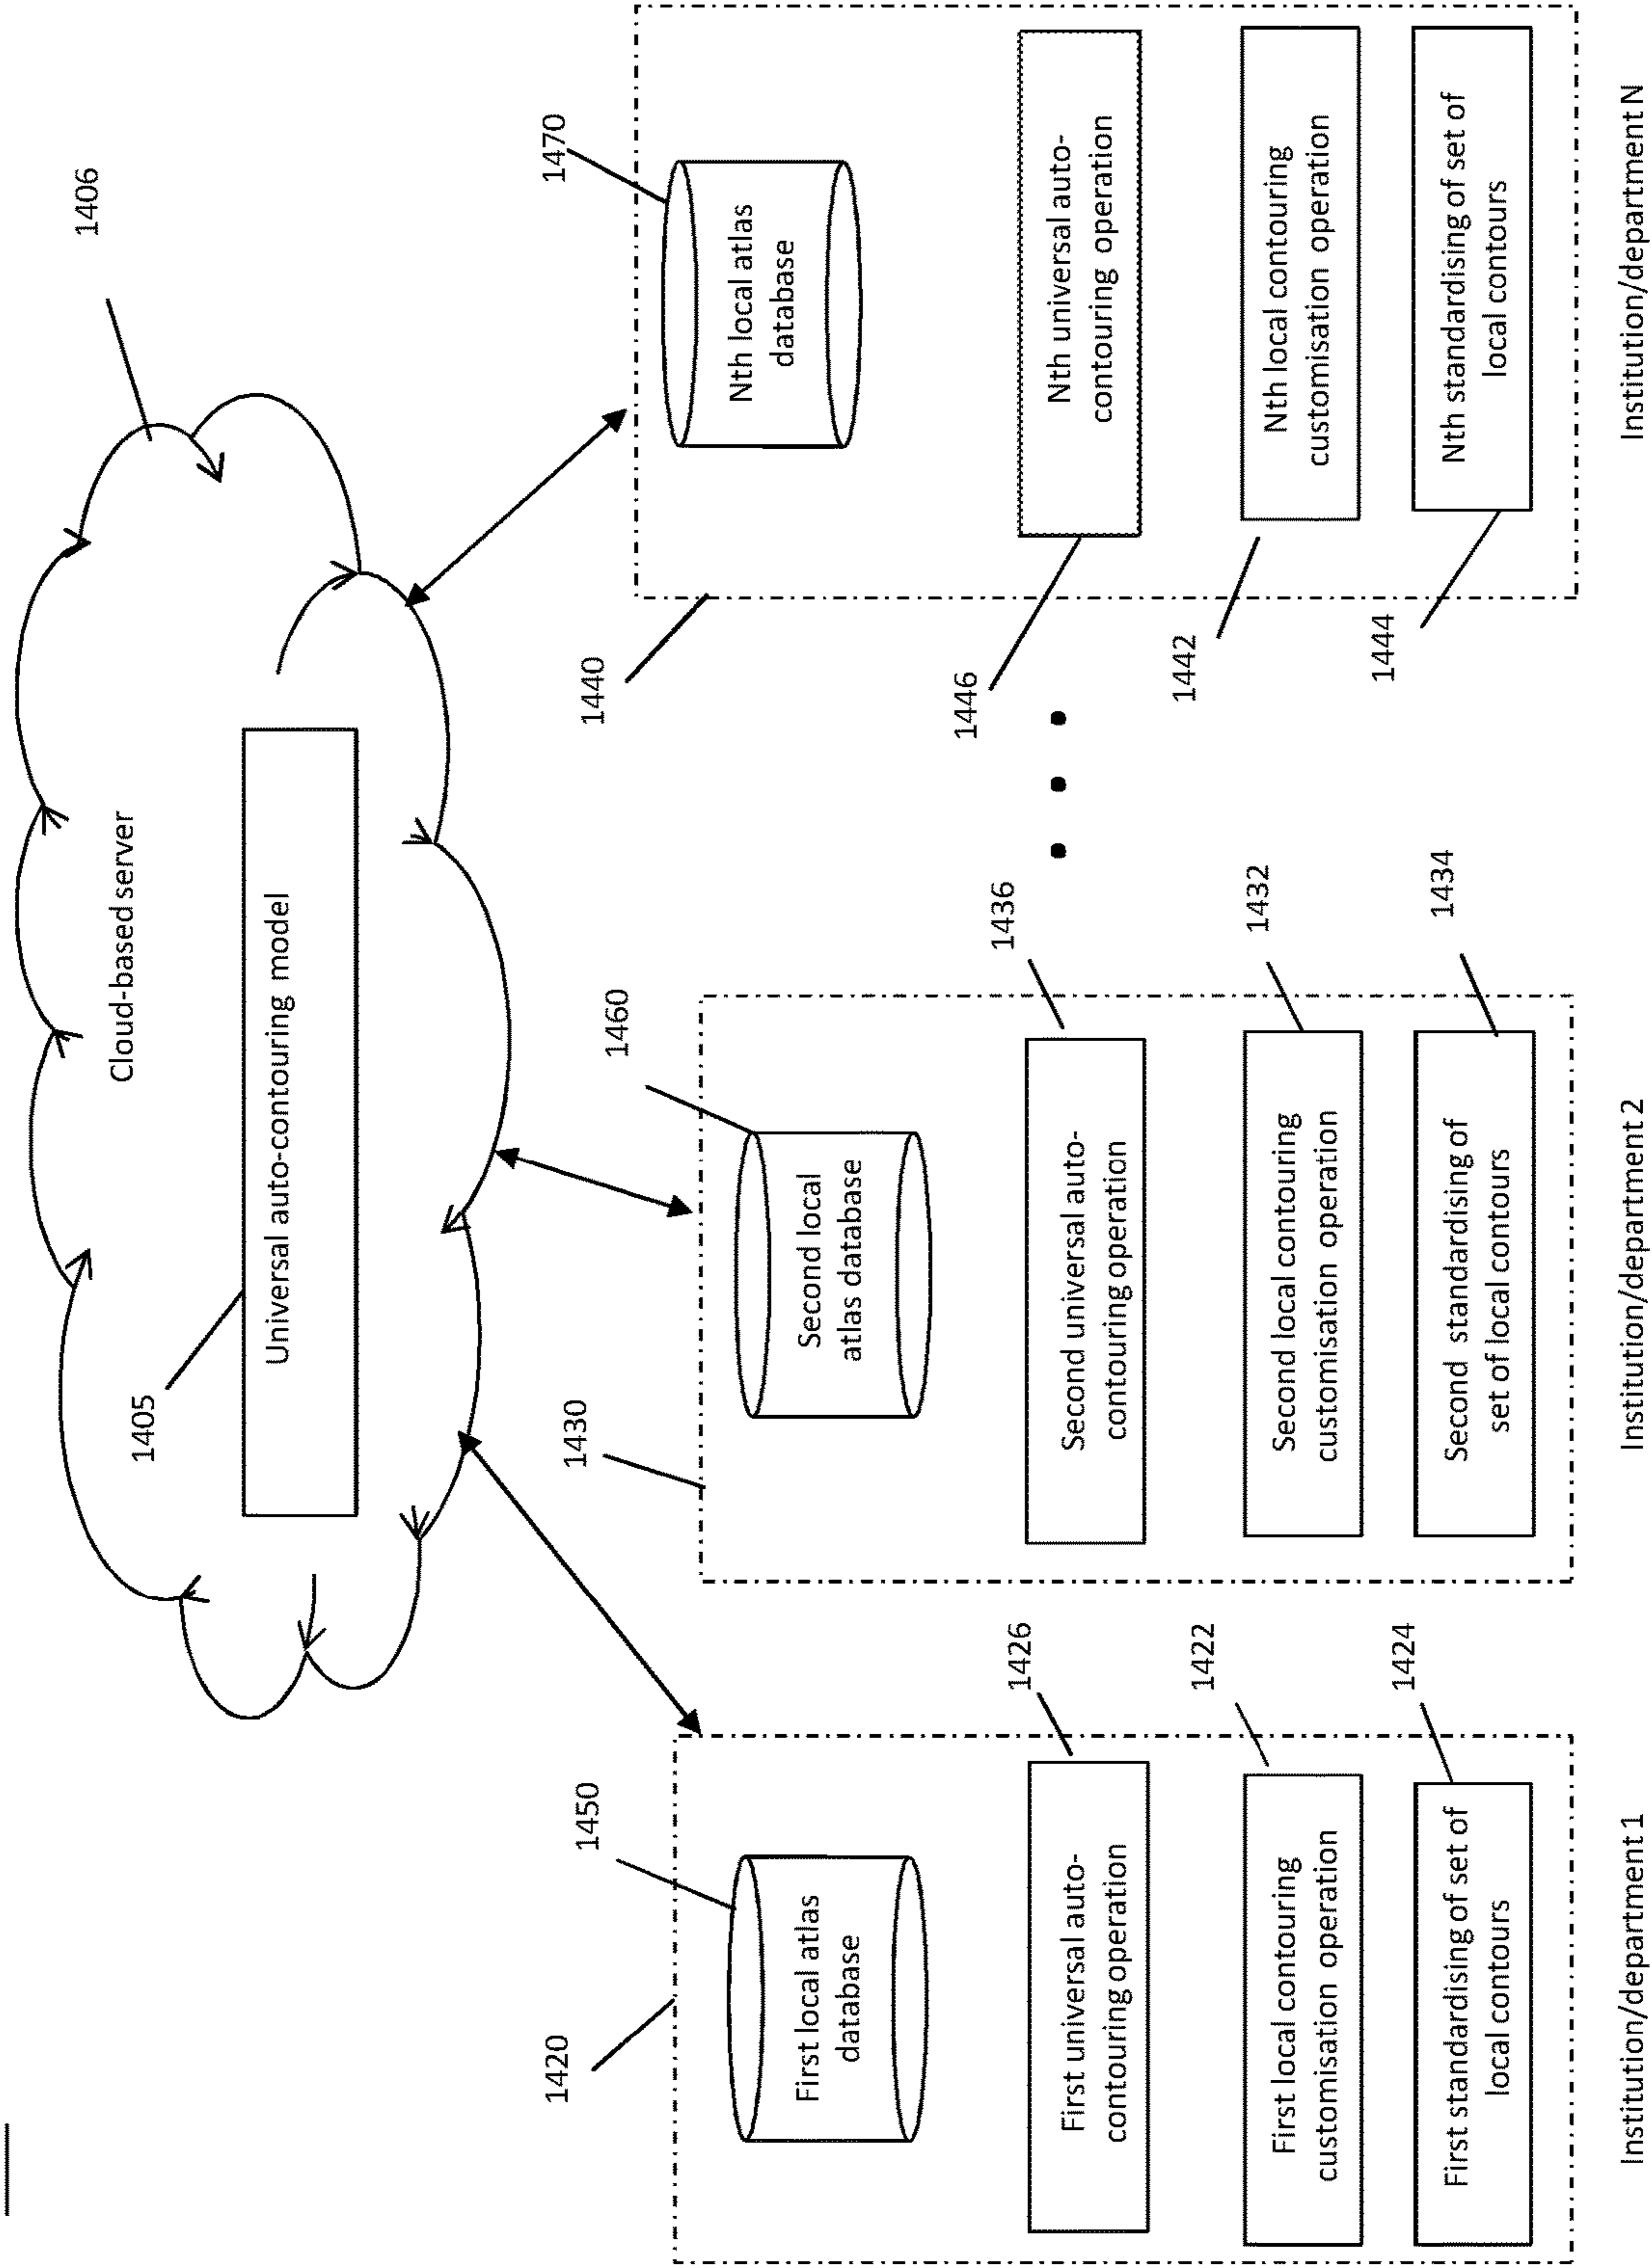 1406
Cloud-based server
1405
Universal auto-contouring model
1420
1450
First local atlas
database
1426
First universal auto-
contouring operation
1422
First local contouring
customisation operation
1424
First standardising of set of
local contours
Institution/department 1
1430
1460
Second local
atlas database
1436
Second universal auto-
contouring operation
1432
Second local contouring
customisation operation
1434
Second standardising of
set of local contours
Institution/department 2
1440
1470
Nth local atlas
database
1446
Nth universal auto-
contouring operation
1442
Nth local contouring
customisation operation
1444
Nth standardising of set of
local contours
Institution/department N